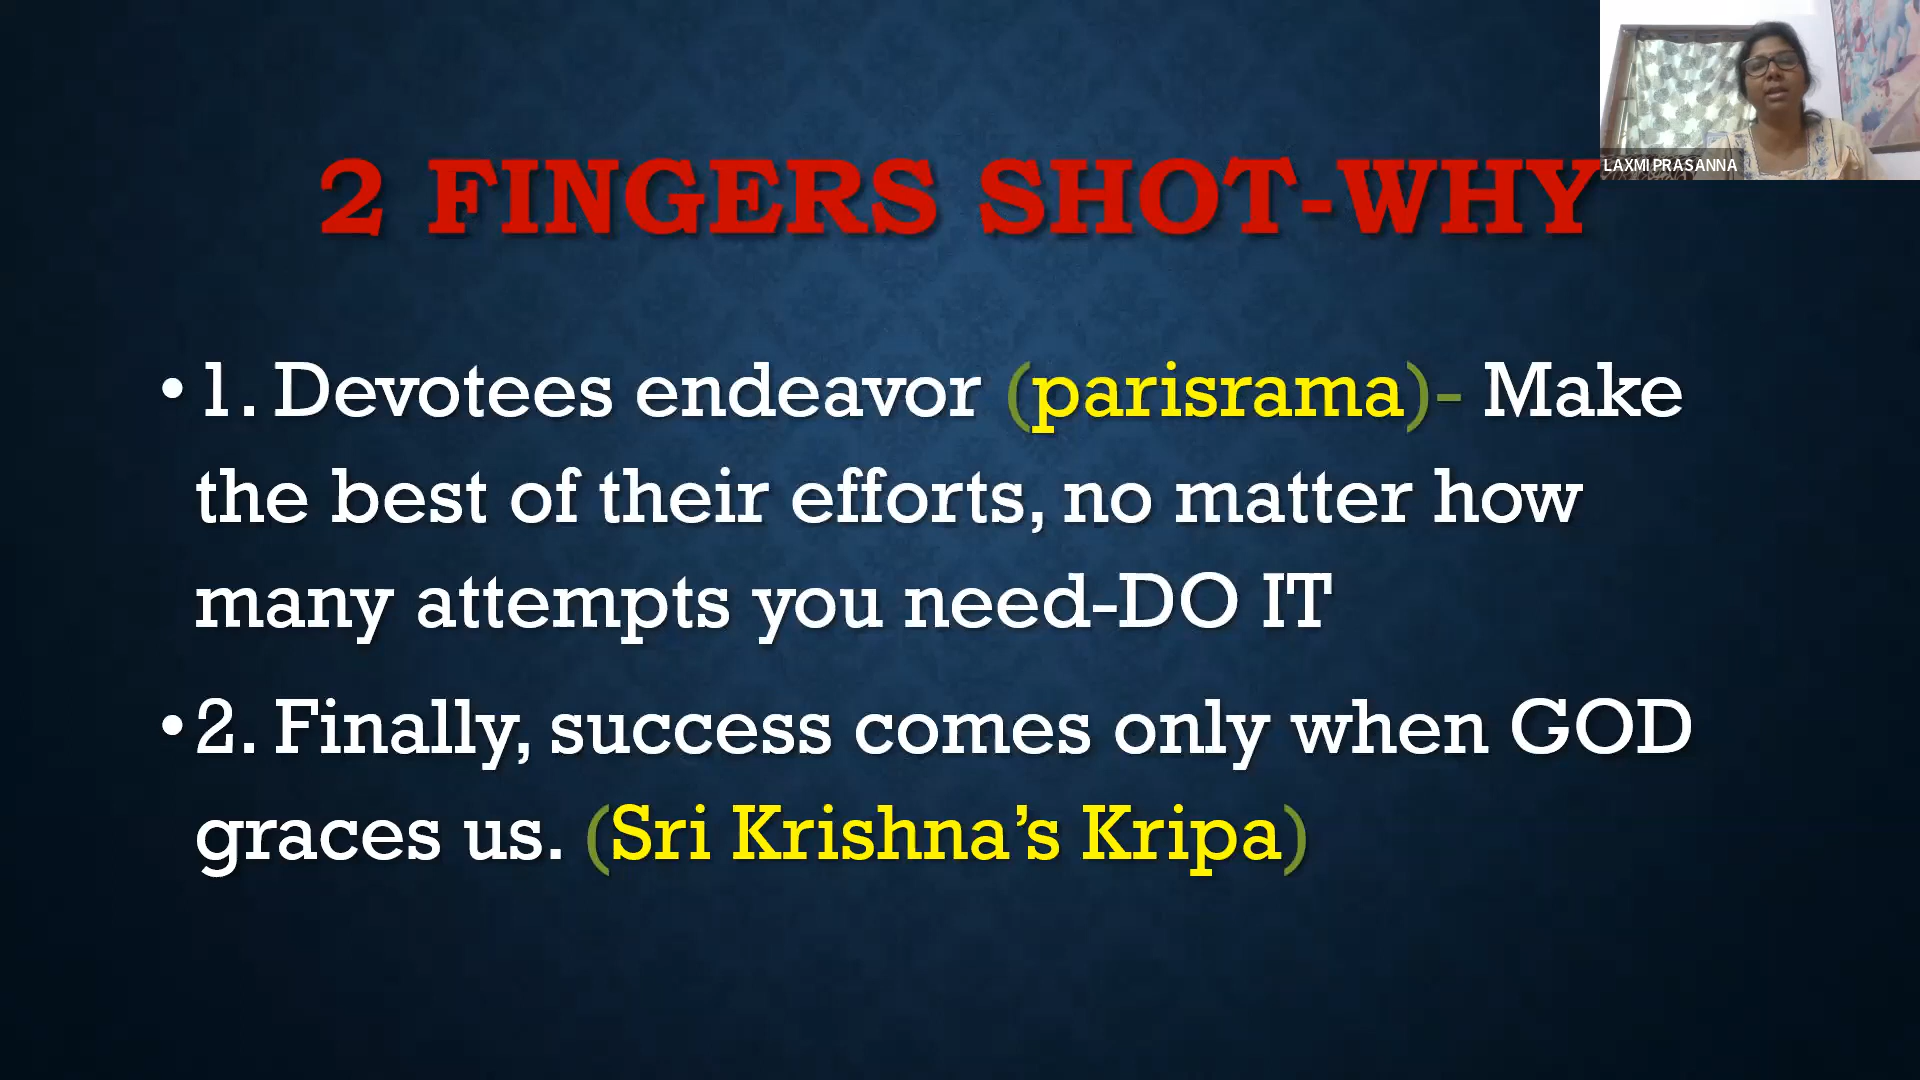 LAXMI PRASANNA
2 FINGERS SHOT-WHY
• 1. Devotees endeavor (parisrama)- Make
the best of their efforts, no matter how
many attempts you need-DO IT
• 2. Finally, success comes only when GOD
graces us. (Sri Krishna’s Kripa)